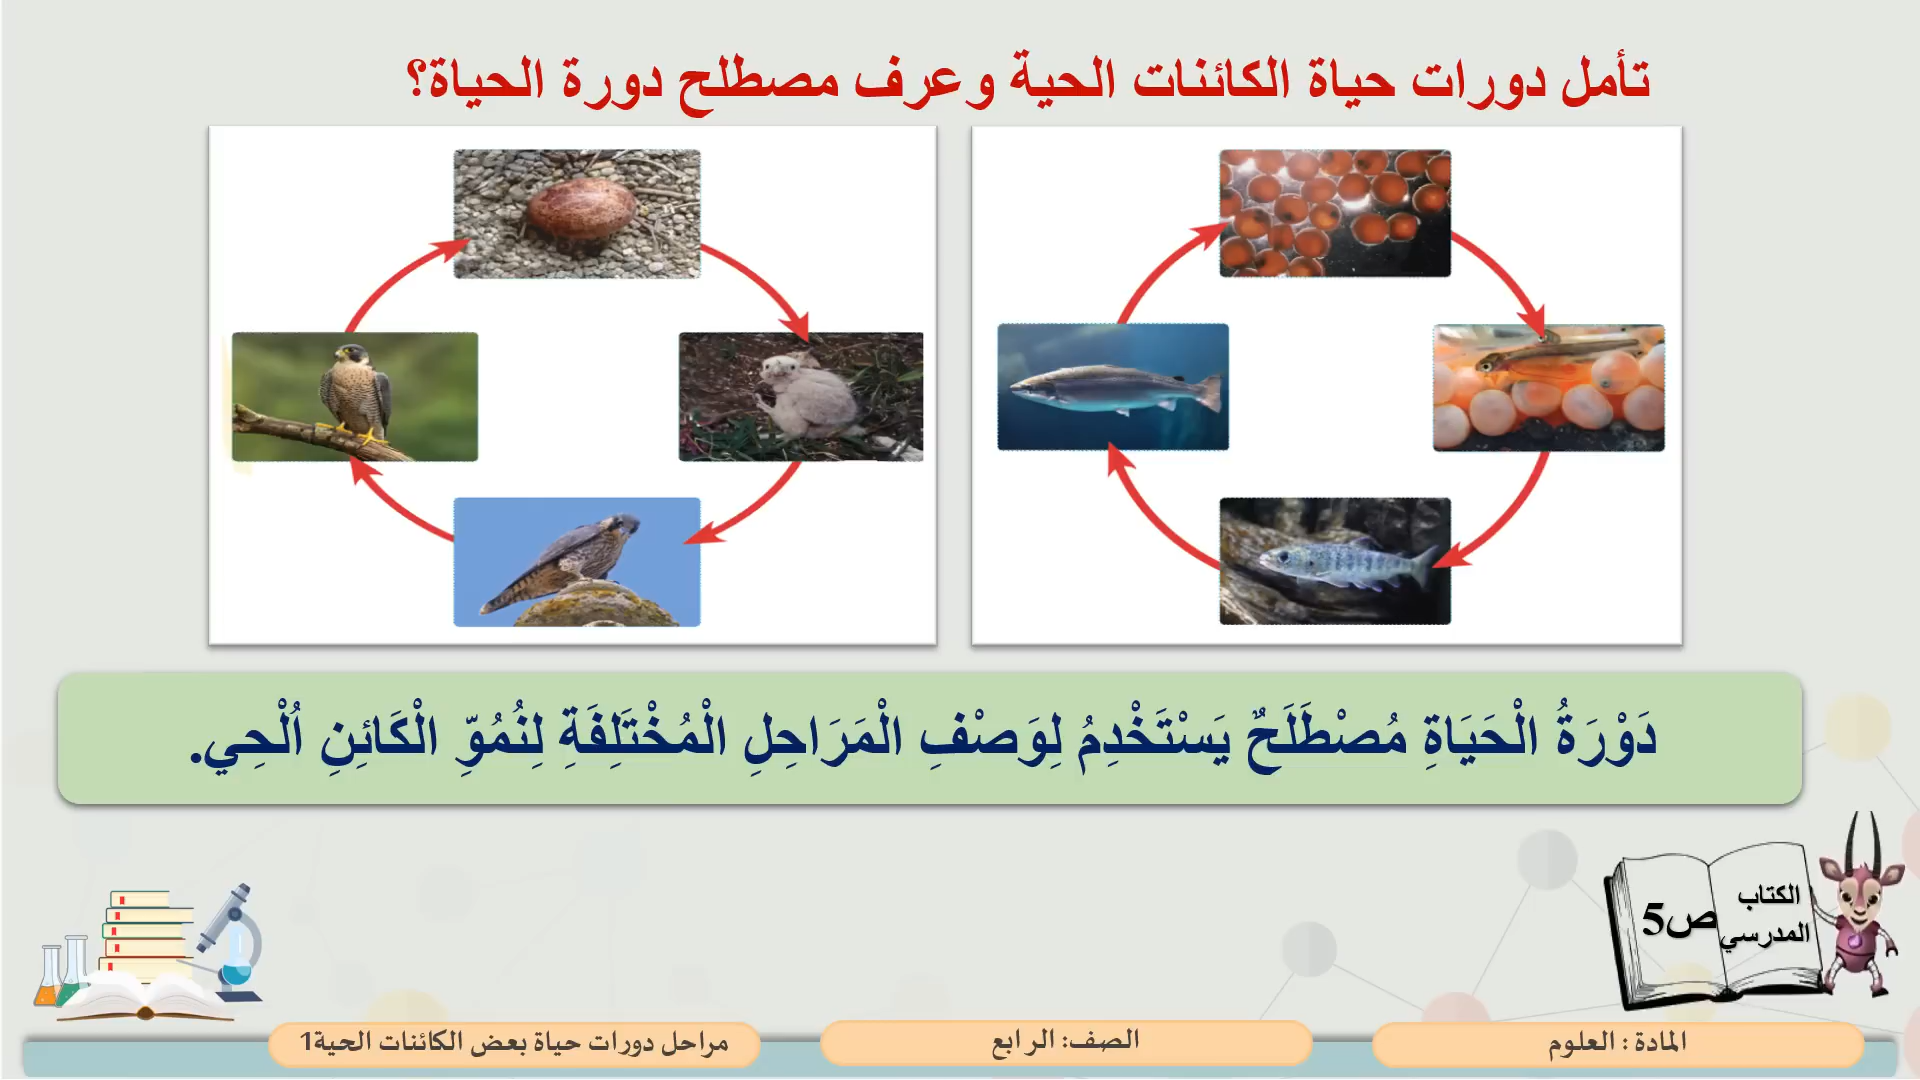 تأمل دورات حياة الكائنات الحية وعرف مصطلح دورة الحياة؟
دَوْرَةُ الْحَيَاةِ مُصْطَلَحٌ يَسْتَخْدِمُ لِوَصْفِ الْمَرَاحِلِ الْمُخْتَلِفَةِ لِنُمُوِّ الْكَائِنِ اُلْحِي.
الكتاب
المدرسي
ص5
المادة : العلوم
الصف: الرابع
مراحل دورات حياة بعض الكائنات الحية1